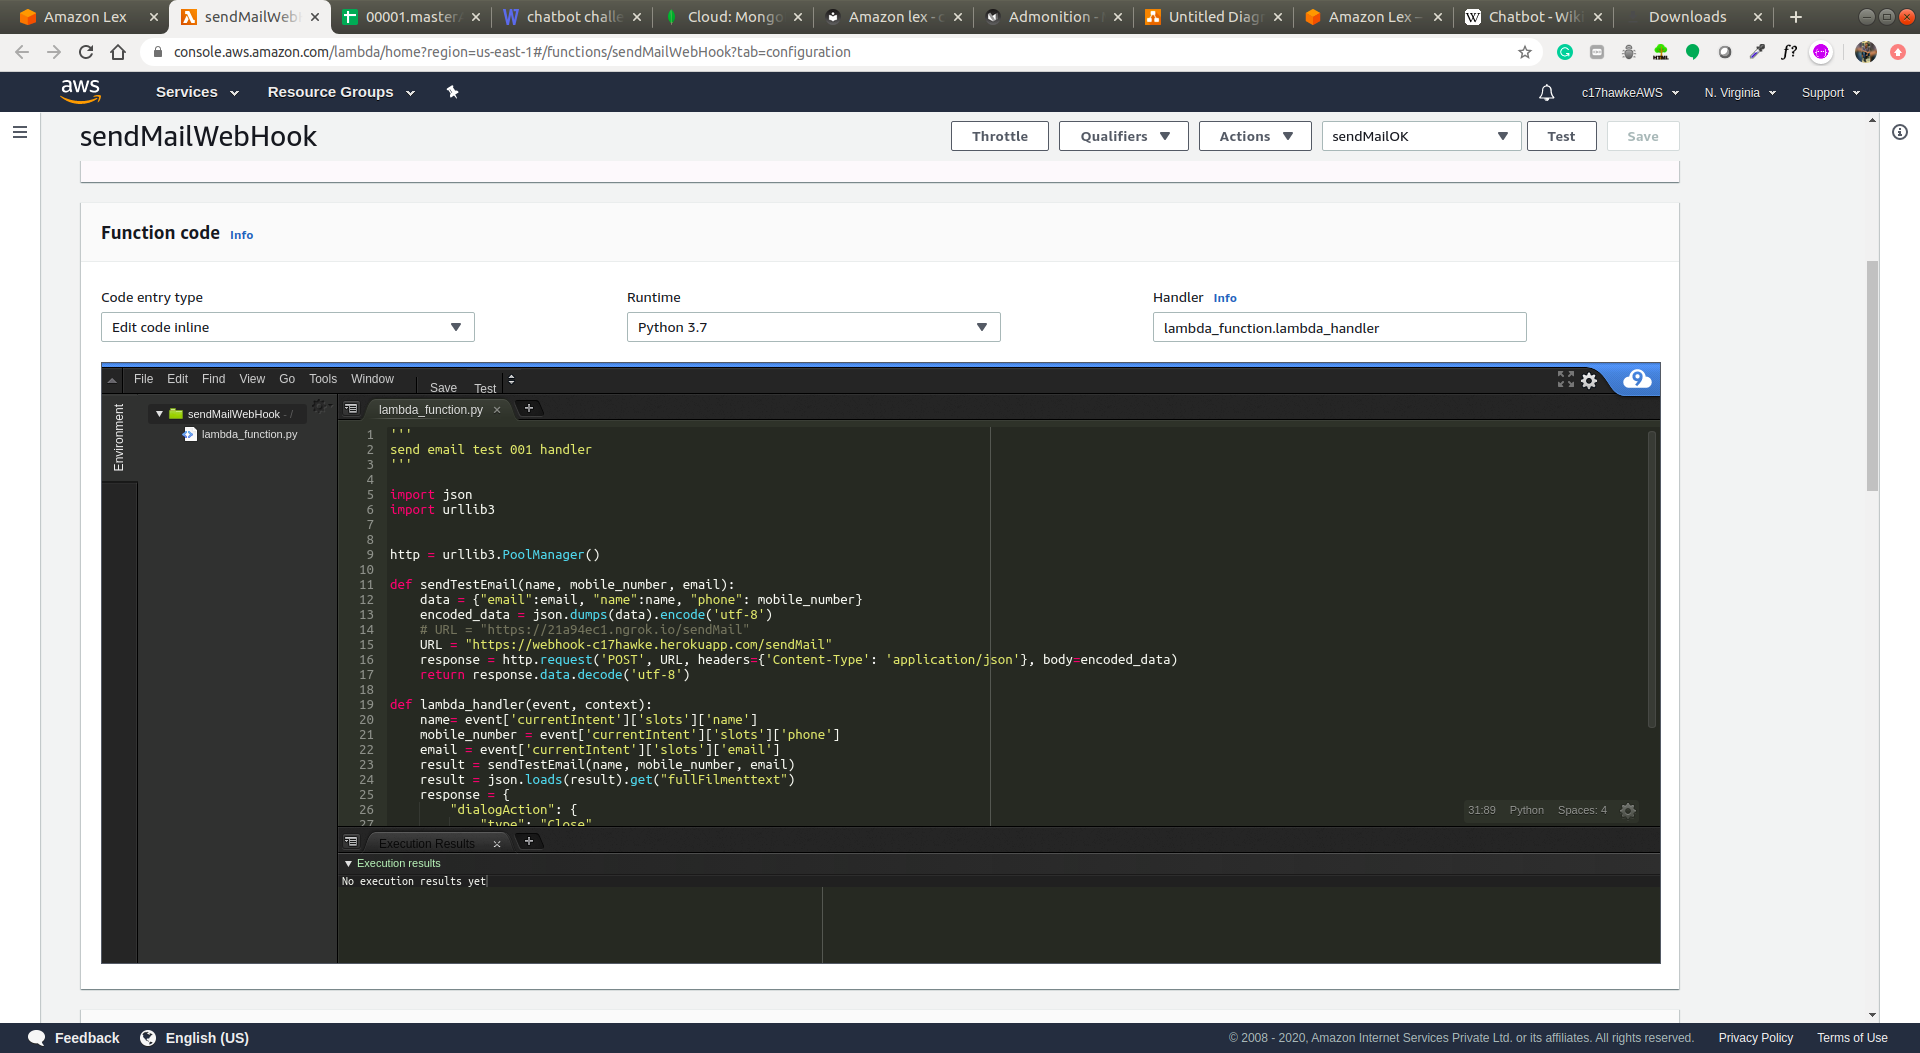 Amazon Lex
sendMailWebH
00001.master
chatbot challe
Cloud: Mongo
Amazon lex - c
Admonition -
Untitled Diag
Amazon Lex –
Chatbot - Wik
Downloads
console.aws.amazon.com/lambda/home?region=us-east-1#/functions/sendMailWebHook?tab=configuration
aws
Services
Resource Groups
c17hawkeAWS
N. Virginia
Support
sendMailWebHook
Throttle
Qualifiers
Actions
sendMailOK
Test
Save
Function code Info
Code entry type
Runtime
Handler Info
Edit code inline
Python 3.7
lambda_function.lambda_handler
File Edit Find View Go Tools Window Save Test
Environment
sendMailWebHook - /
lambda_function.py
lambda_function.py
1 '''
2 send email test 001 handler
3 '''
4
5 import json
6 import urllib3
7
8
9 http = urllib3.PoolManager()
10
11 def sendTestEmail(name, mobile_number, email):
12     data = {"email":email, "name":name, "phone": mobile_number}
13     encoded_data = json.dumps(data).encode('utf-8')
14     # URL = "https://21a94ec1.ngrok.io/sendMail"
15     URL = "https://webhook-c17hawke.herokuapp.com/sendMail"
16     response = http.request('POST', URL, headers={'Content-Type': 'application/json'}, body=encoded_data)
17     return response.data.decode('utf-8')
18
19 def lambda_handler(event, context):
20     name= event['currentIntent']['slots']['name']
21     mobile_number = event['currentIntent']['slots']['phone']
22     email = event['currentIntent']['slots']['email']
23     result = sendTestEmail(name, mobile_number, email)
24     result = json.loads(result).get("fullFilmenttext")
25     response = {
26         "dialogAction": {
27             "type": "Close"
31:89 Python Spaces: 4
Execution Results
Execution results
No execution results yet
Feedback
English (US)
© 2008 - 2020, Amazon Internet Services Private Ltd. or its affiliates. All rights reserved.
Privacy Policy
Terms of Use